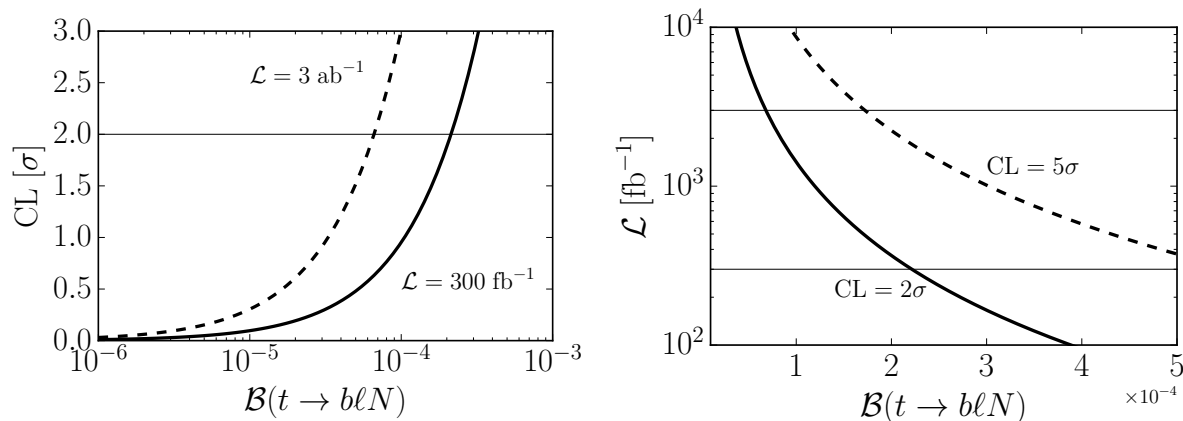 3.0
2.5
2.0
1.5
1.0
0.5
0.0
CL [σ]
ℒ = 3 ab⁻¹
ℒ = 300 fb⁻¹
10⁻⁶ 10⁻⁵ 10⁻⁴ 10⁻³
ℬ(t → bℓN)
10⁴
10³
10²
ℒ [fb⁻¹]
CL = 5σ
CL = 2σ
1 2 3 4 5
×10⁻⁴
ℬ(t → bℓN)